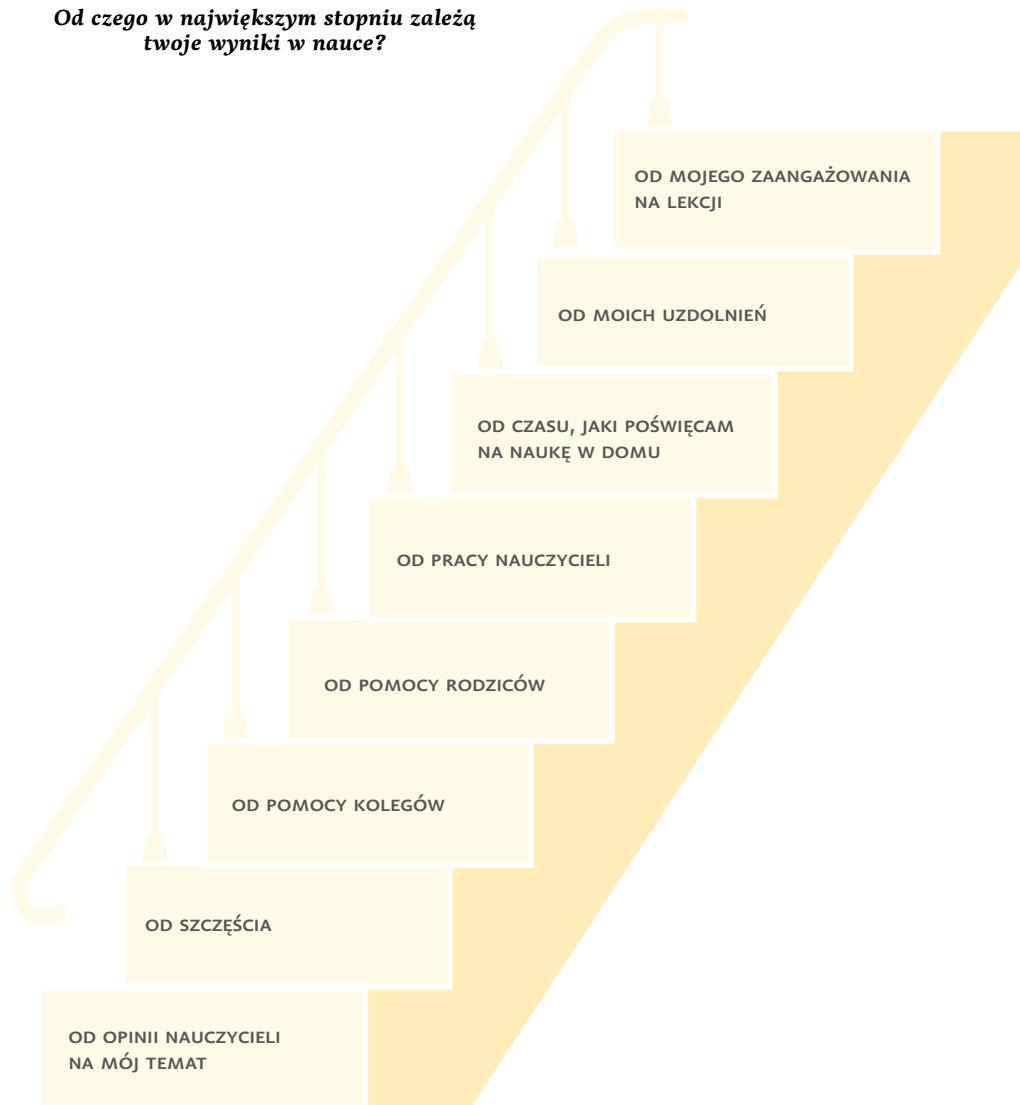 Od czego w największym stopniu zależą
twoje wyniki w nauce?
OD MOJEGO ZAANGAŻOWANIA
NA LEKCJI
OD MOICH UZDOLNIEŃ
OD CZASU, JAKI POŚWIĘCAM
NA NAUKĘ W DOMU
OD PRACY NAUCZYCIELI
OD POMOCY RODZICÓW
OD POMOCY KOLEGÓW
OD SZCZĘŚCIA
OD OPINII NAUCZYCIELI
NA MÓJ TEMAT